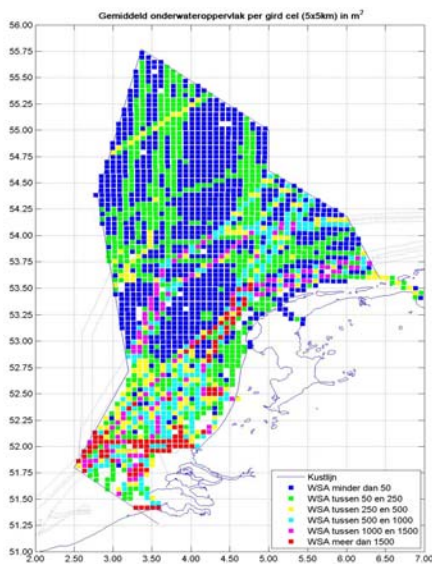 Gemiddeld onderwateroppervlak per gird cel (5x5km) in m²
56.00
55.75
55.50
55.25
55.00
54.75
54.50
54.25
54.00
53.75
53.50
53.25
53.00
52.75
52.50
52.25
52.00
51.75
51.50
51.25
51.00
Kustlijn
WSA minder dan 50
WSA tussen 50 en 250
WSA tussen 250 en 500
WSA tussen 500 en 1000
WSA tussen 1000 en 1500
WSA meer dan 1500
2.00 2.50 3.00 3.50 4.00 4.50 5.00 5.50 6.00 6.50 7.00